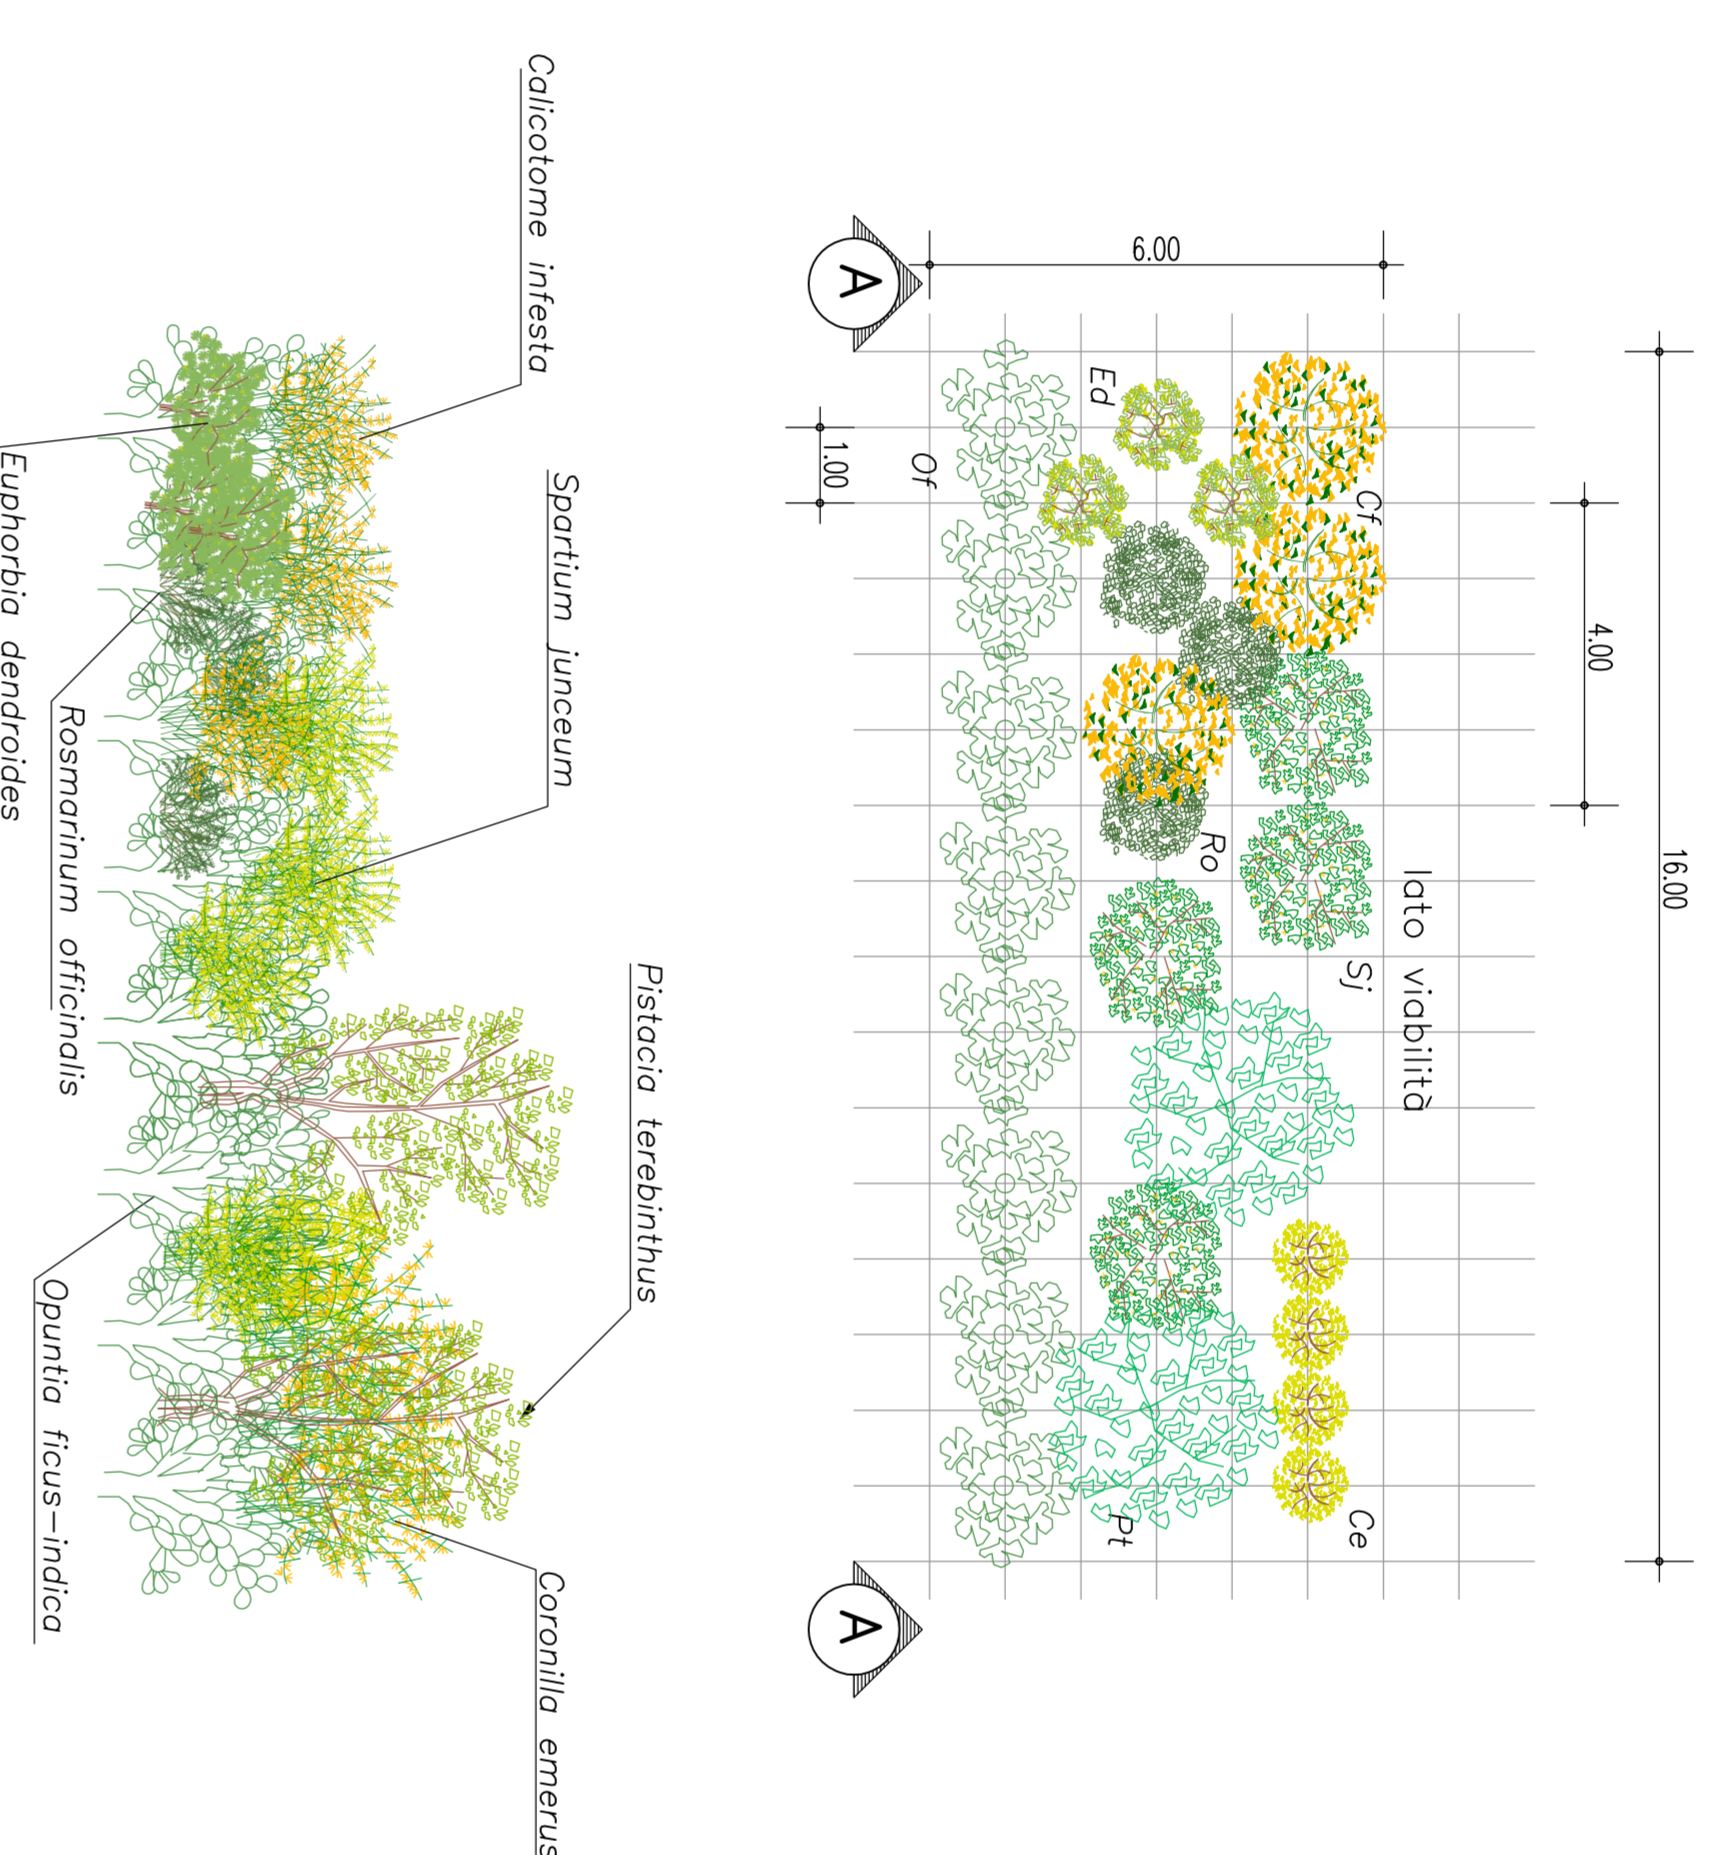 16.00
4.00
lato viabilità
Cf
Sj
Ce
6.00
Ro
Ed
Pt
Of
1.00
A
A
Pistacia terebinthus
Spartium junceum
Calicotome infesta
Coronilla emerus
Rosmarinum officinalis
Opuntia ficus-indica
Euphorbia dendroides